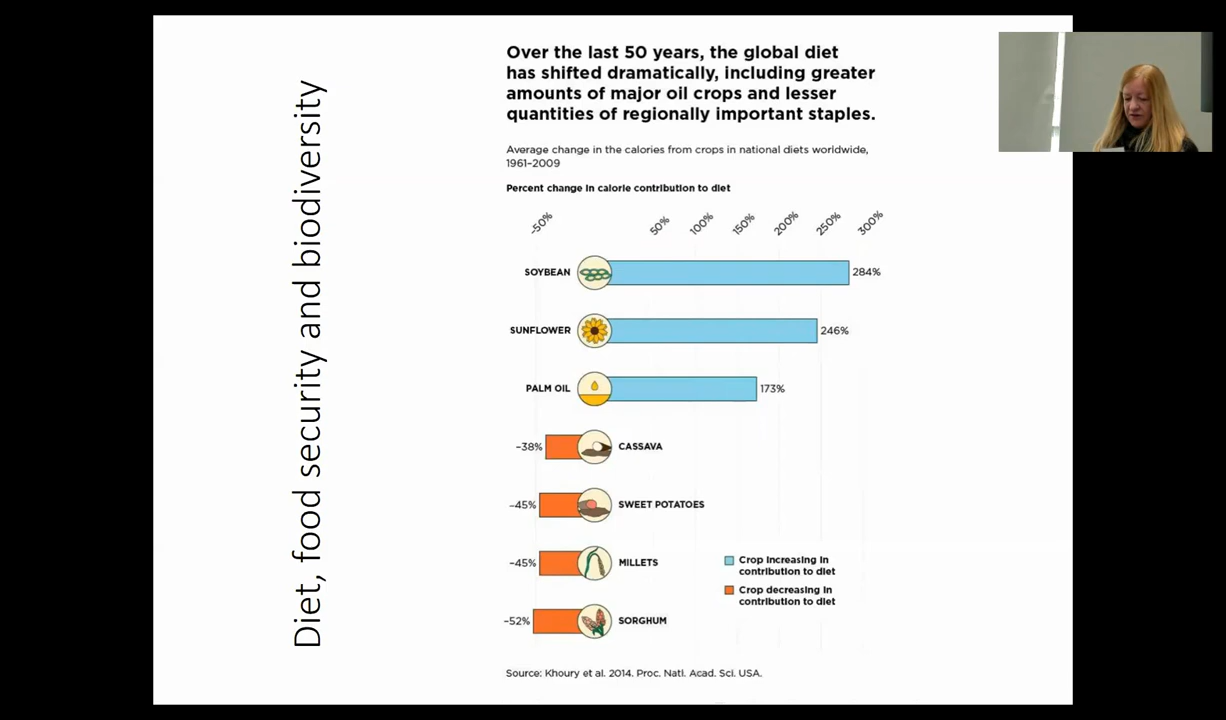 Diet, food security and biodiversity
Over the last 50 years, the global diet
has shifted dramatically, including greater
amounts of major oil crops and lesser
quantities of regionally important staples.
Average change in the calories from crops in national diets worldwide,
1961–2009
Percent change in calorie contribution to diet
-50% 50% 100% 150% 200% 250% 300%
SOYBEAN 284%
SUNFLOWER 246%
PALM OIL 173%
-38% CASSAVA
-45% SWEET POTATOES
-45% MILLETS
-52% SORGHUM
Crop increasing in
contribution to diet
Crop decreasing in
contribution to diet
Source: Khoury et al. 2014. Proc. Natl. Acad. Sci. USA.